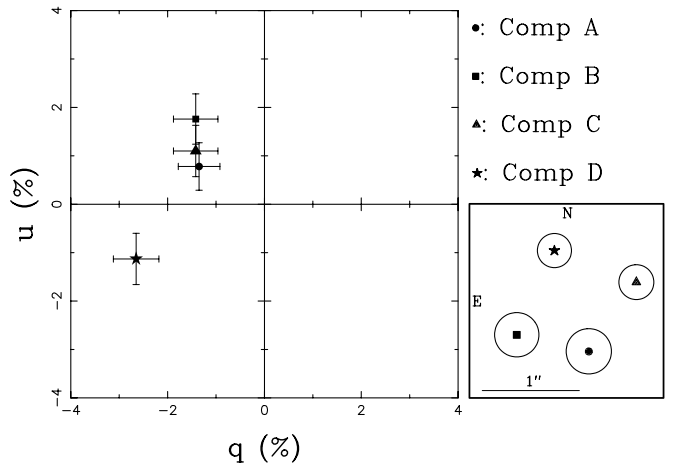 4
2
0
−2
−4
−4
−2
0
2
4
u (%)
q (%)
: Comp A
: Comp B
: Comp C
: Comp D
N
E
1″